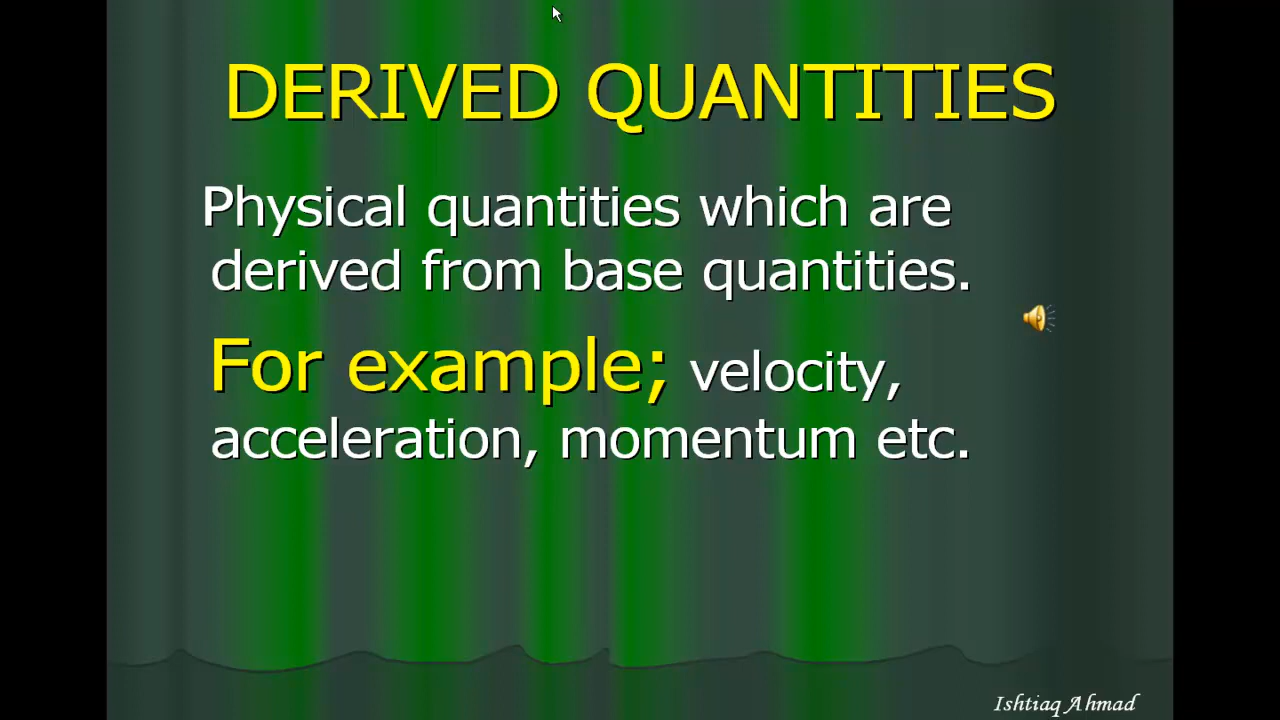 DERIVED QUANTITIES
Physical quantities which are
derived from base quantities.
For example; velocity,
acceleration, momentum etc.
Ishtiaq Ahmad